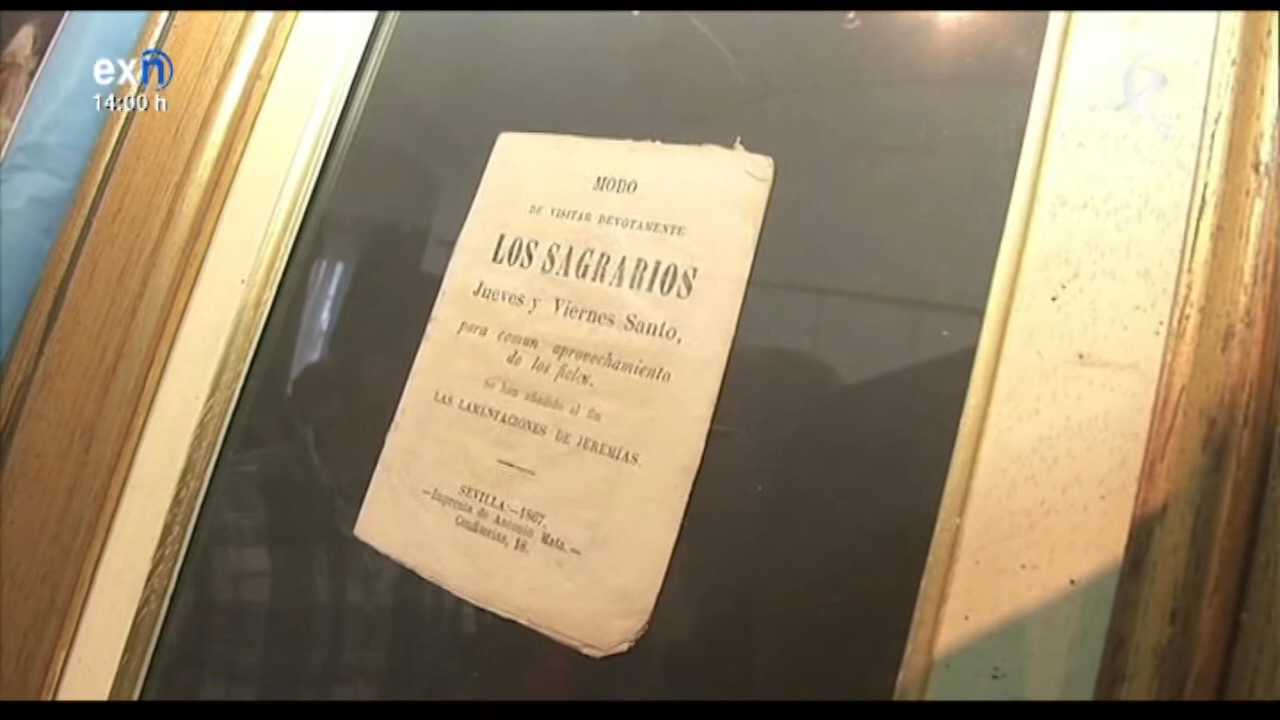 exn
14:00 h
MODO
DE VISITAR DEVOTAMENTE
LOS SAGRARIOS
Jueves y Viernes Santo,
para comun aprovechamiento
de los fieles.
Se han añadido al fin
LAS LAMENTACIONES DE JEREMÍAS.
SEVILLA:—1867.
—Imprenta de Antonio Mata.—
18.